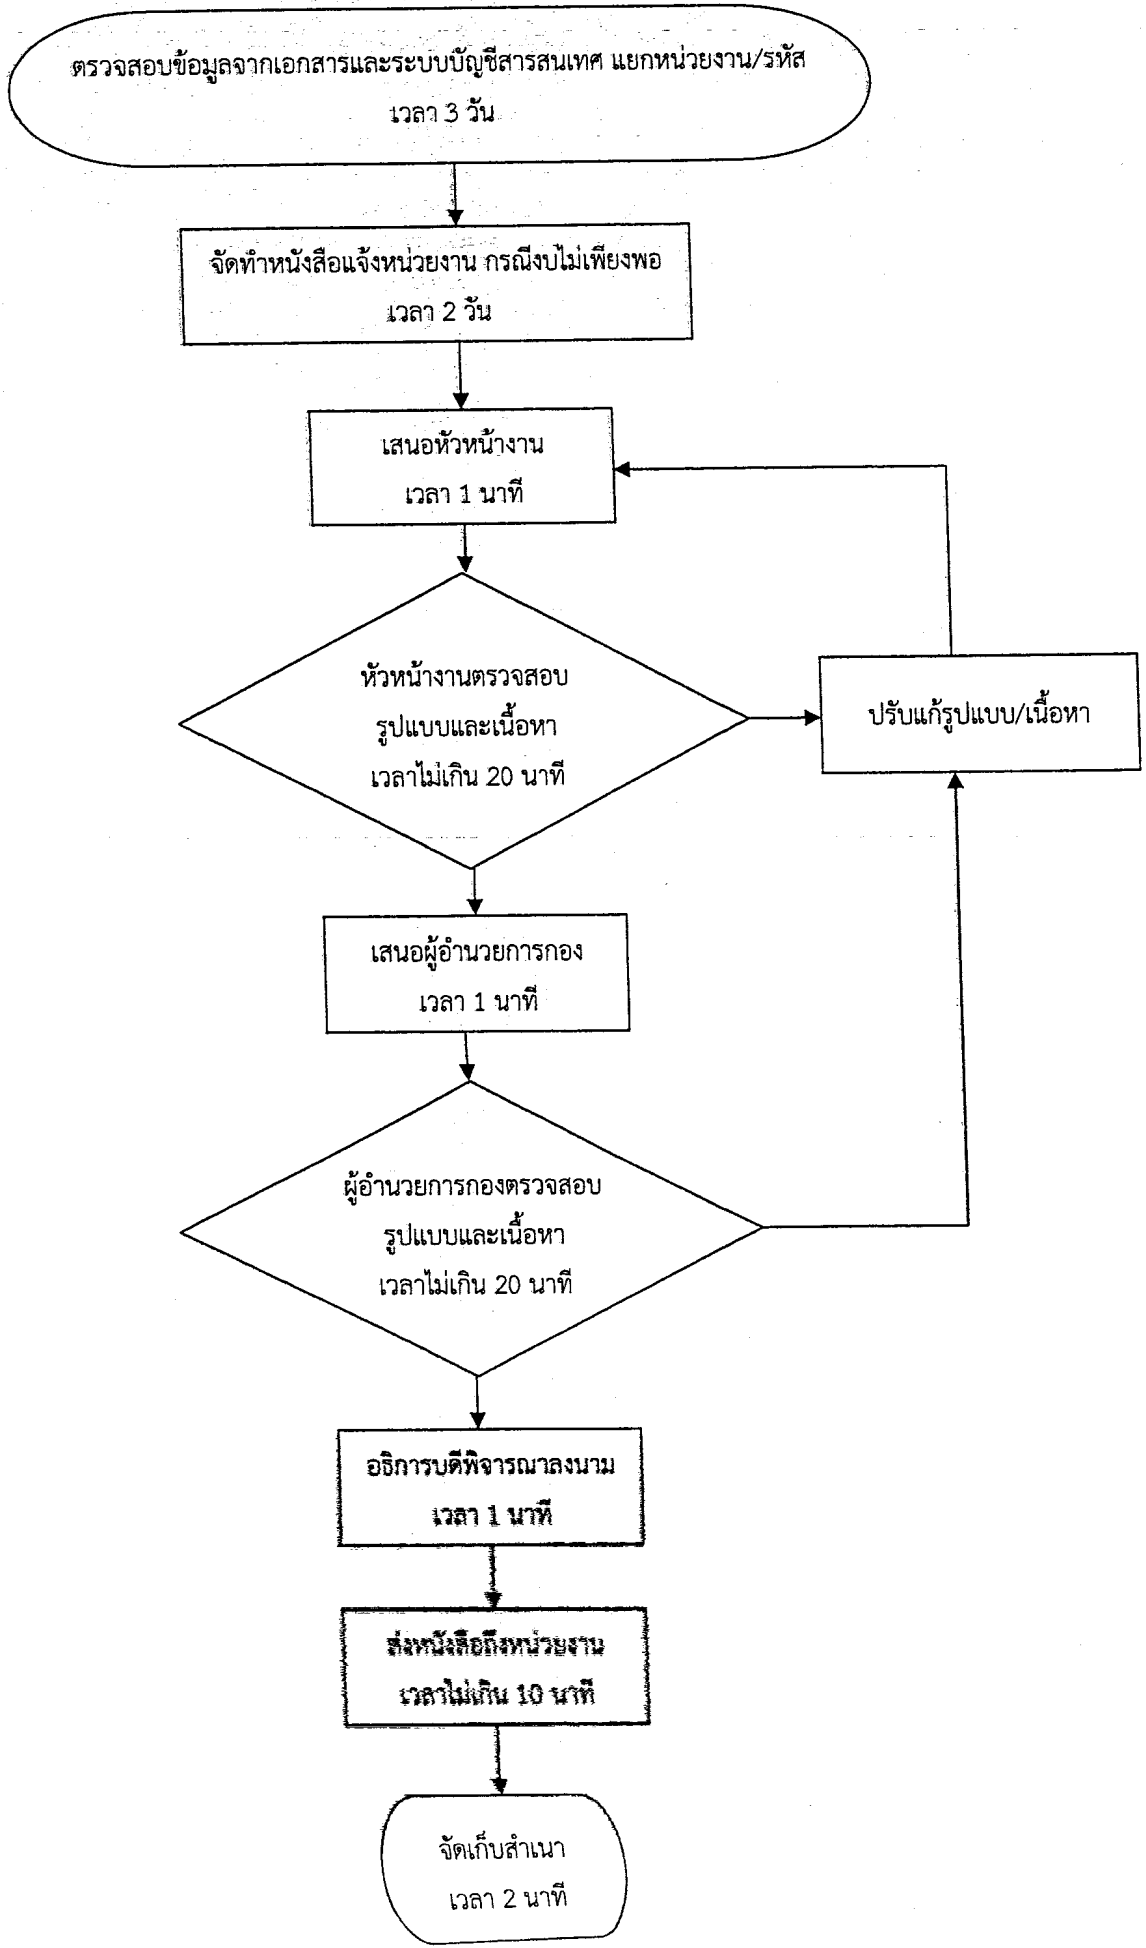 ตรวจสอบข้อมูลจากเอกสารและระบบบัญชีสารสนเทศ แยกหน่วยงาน/รหัส
เวลา 3 วัน
จัดทำหนังสือแจ้งหน่วยงาน กรณีงบไม่เพียงพอ
เวลา 2 วัน
เสนอหัวหน้างาน
เวลา 1 นาที
หัวหน้างานตรวจสอบ
รูปแบบและเนื้อหา
เวลาไม่เกิน 20 นาที
ปรับแก้รูปแบบ/เนื้อหา
เสนอผู้อำนวยการกอง
เวลา 1 นาที
ผู้อำนวยการกองตรวจสอบ
รูปแบบและเนื้อหา
เวลาไม่เกิน 20 นาที
อธิการบดีพิจารณาลงนาม
เวลา 1 นาที
ส่งหนังสือถึงหน่วยงาน
เวลาไม่เกิน 10 นาที
จัดเก็บสำเนา
เวลา 2 นาที